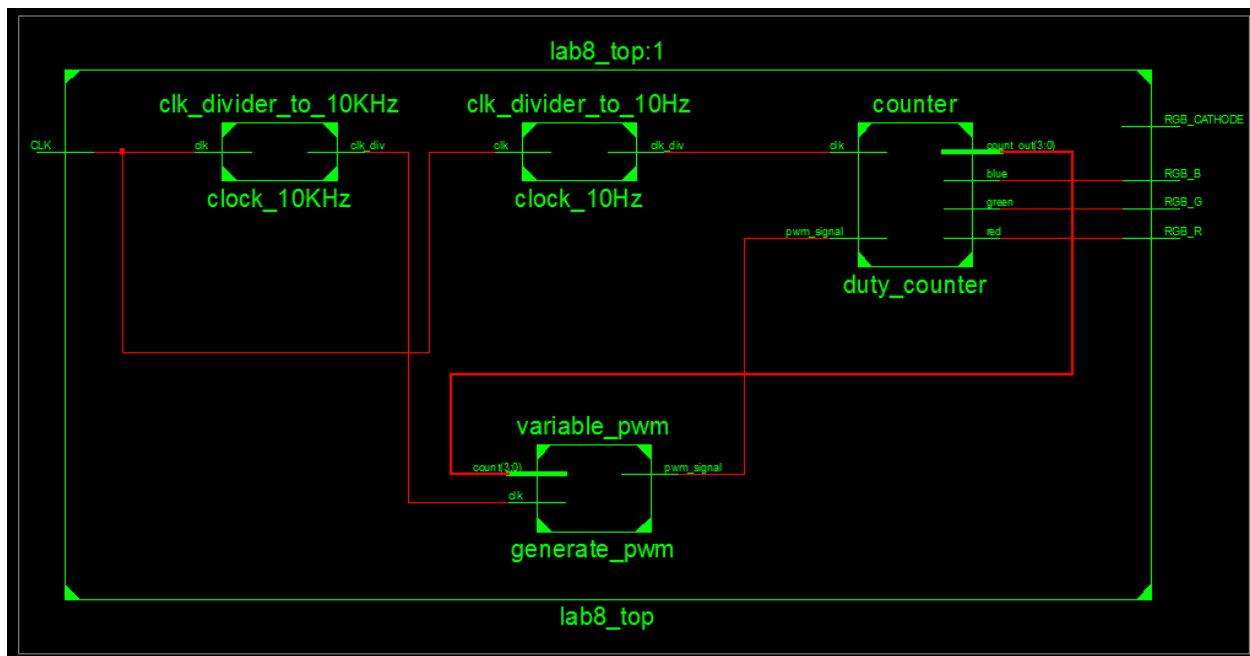 lab8_top:1
clk_divider_to_10KHz
clk_divider_to_10Hz
counter
RGB_CATHODE
CLK
clk
clk_div
clk
clk_div
clk
count_out(3:0)
blue
RGB_B
clock_10KHz
clock_10Hz
green
RGB_G
pwm_signal
red
RGB_R
duty_counter
variable_pwm
count(3:0)
pwm_signal
clk
generate_pwm
lab8_top